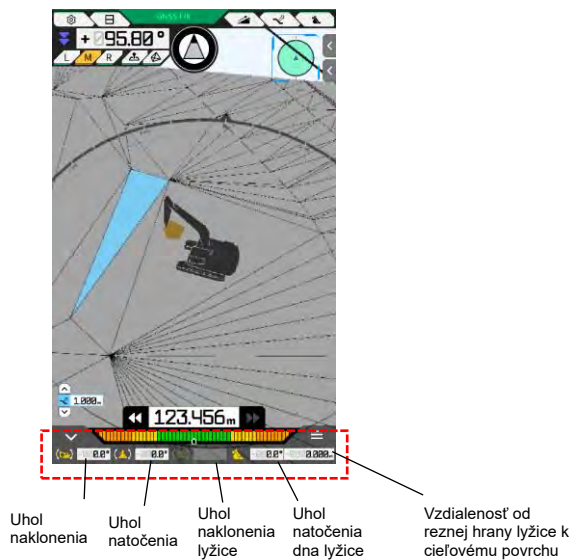 GNSS FIX
+ 095.80°
L M R
1.000m
123.456m
0.0° 0.0° 0.0° 0.000m
Uhol
naklonenia
Uhol
natočenia
Uhol
naklonenia
lyžice
Uhol
natočenia
dna lyžice
Vzdialenosť od
reznej hrany lyžice k
cieľovému povrchu